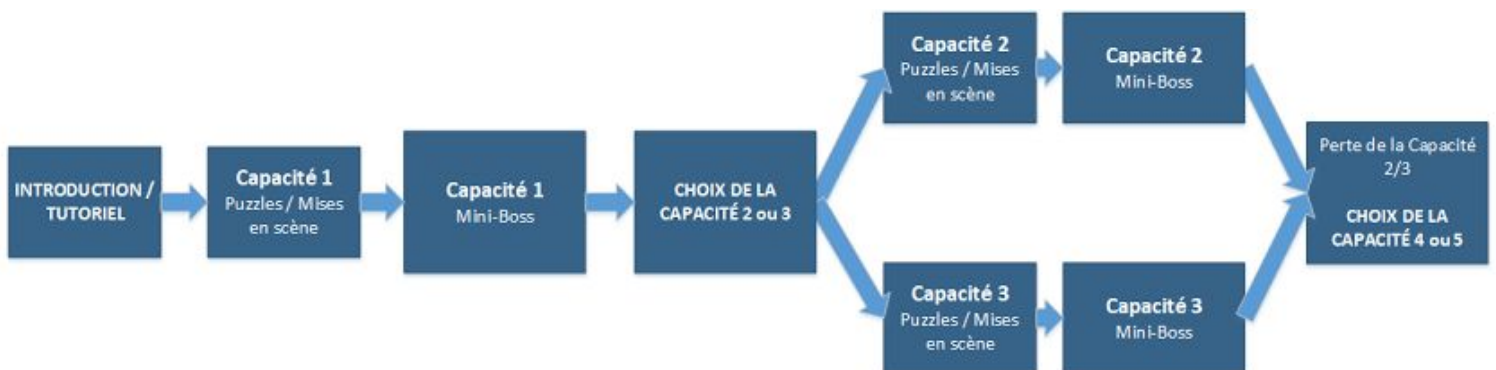 INTRODUCTION /
TUTORIEL
Capacité 1
Puzzles / Mises
en scène
Capacité 1
Mini-Boss
CHOIX DE LA
CAPACITÉ 2 ou 3
Capacité 2
Puzzles / Mises
en scène
Capacité 2
Mini-Boss
Capacité 3
Puzzles / Mises
en scène
Capacité 3
Mini-Boss
Perte de la Capacité
2/3
CHOIX DE LA
CAPACITÉ 4 ou 5